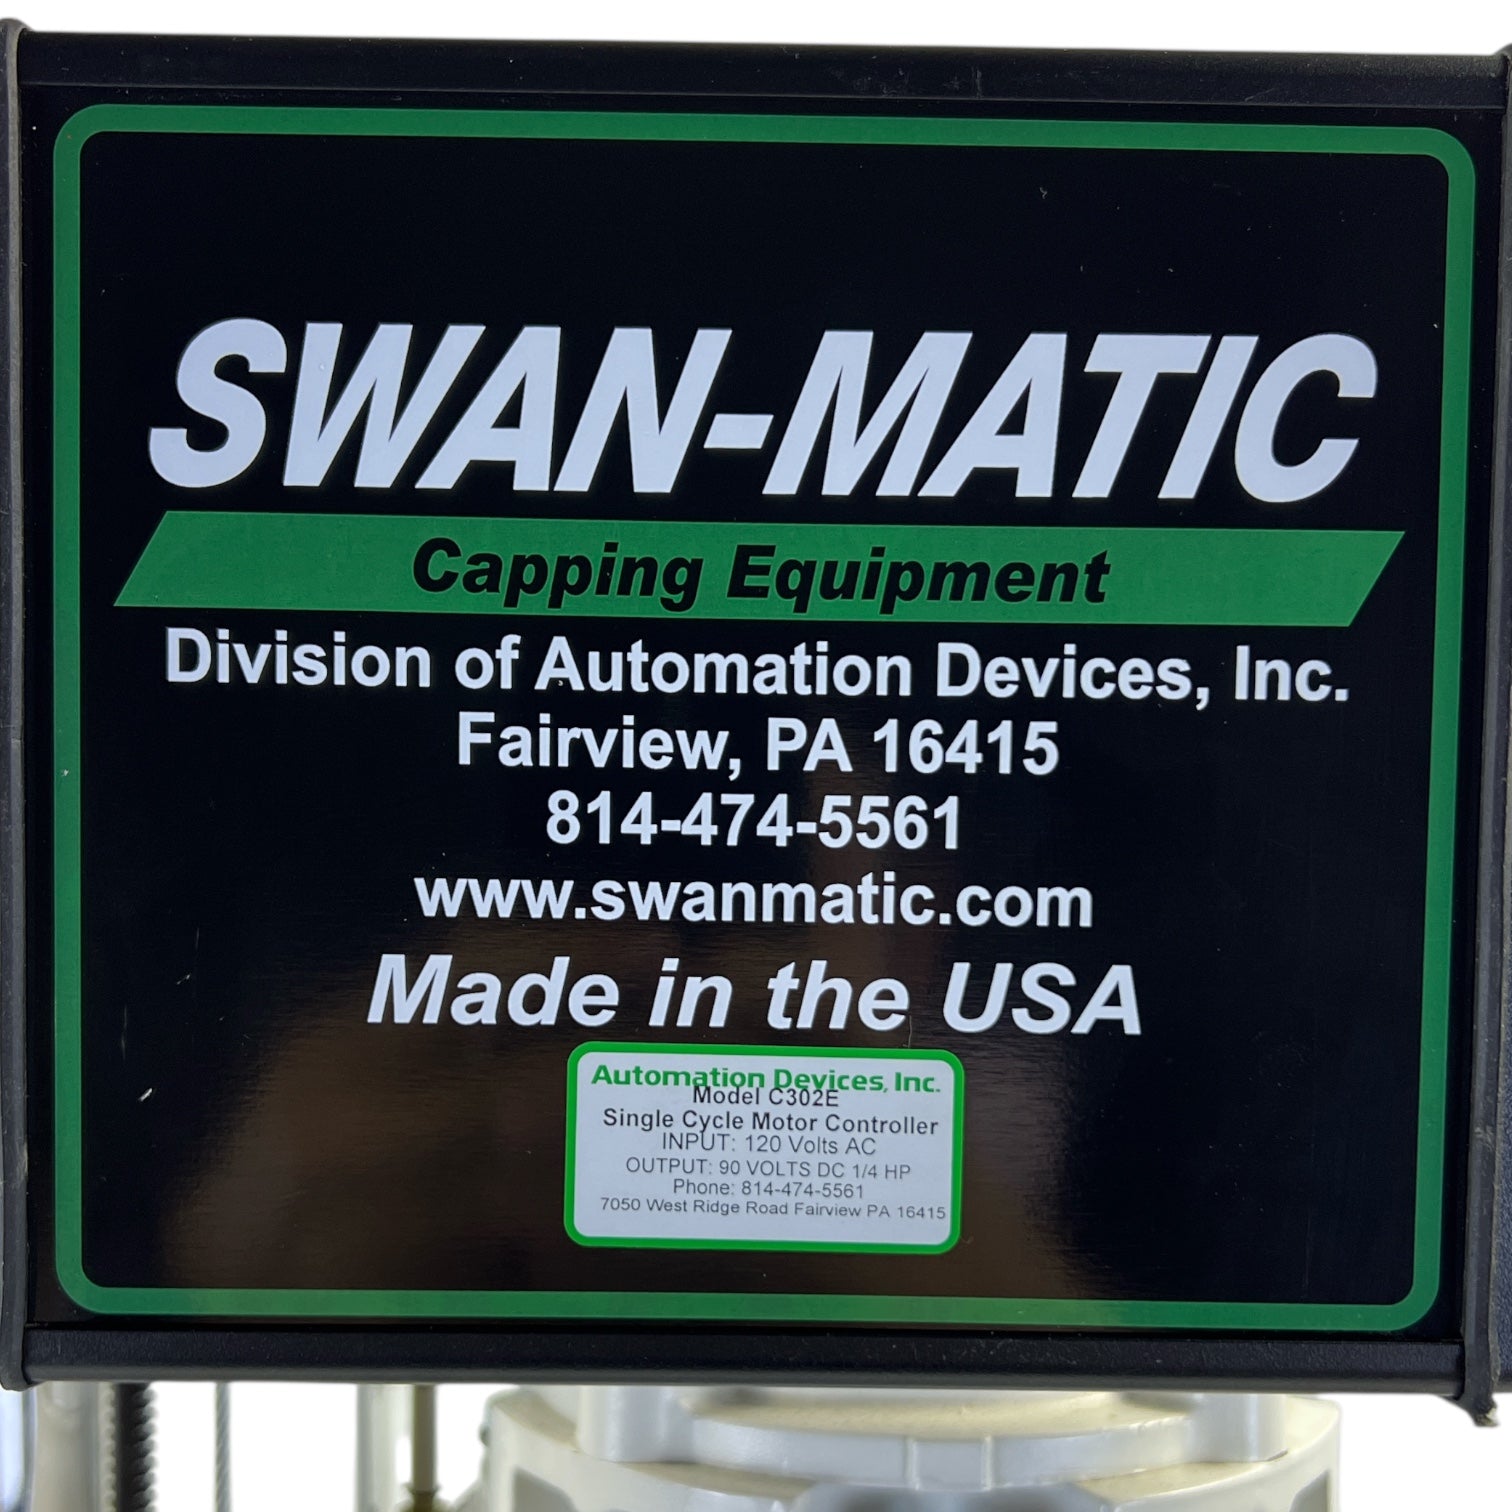 SWAN-MATIC
Capping Equipment
Division of Automation Devices, Inc.
Fairview, PA 16415
814-474-5561
www.swanmatic.com
Made in the USA
Automation Devices, Inc.
Model C302E
Single Cycle Motor Controller
INPUT: 120 Volts AC
OUTPUT: 90 VOLTS DC 1/4 HP
Phone: 814-474-5561
7050 West Ridge Road Fairview PA 16415